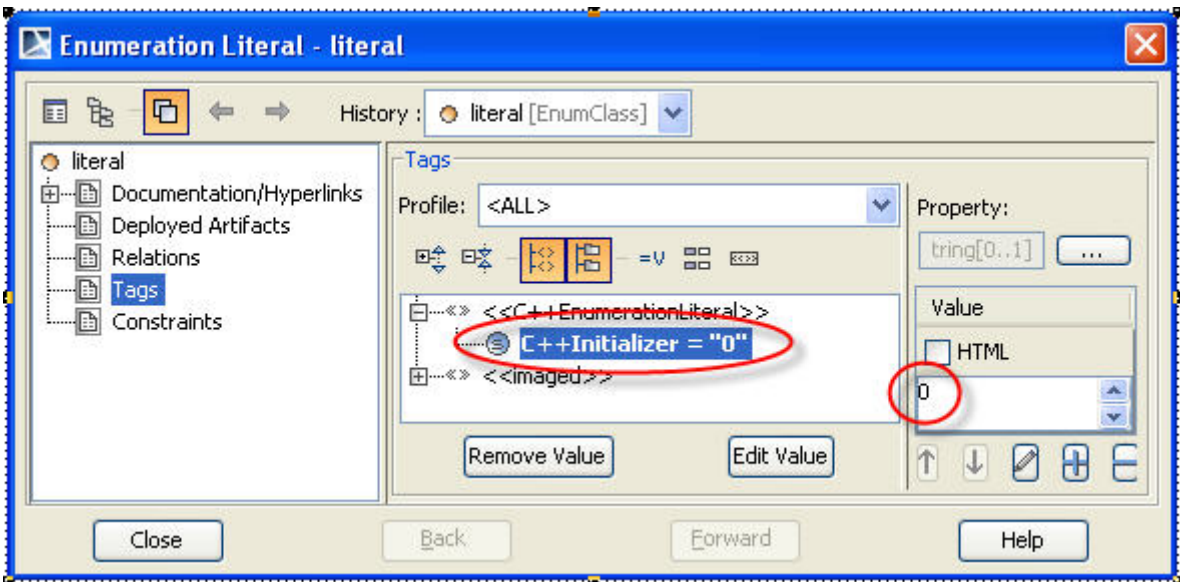 Enumeration Literal - literal
History : literal [EnumClass]
literal
Documentation/Hyperlinks
Deployed Artifacts
Relations
Tags
Constraints
Tags
Profile: <ALL>
=V
<<C++EnumerationLiteral>>
C++Initializer = "0"
<<imaged>>
Remove Value
Edit Value
Property:
tring[0..1]
...
Value
HTML
0
Close
Back
Forward
Help